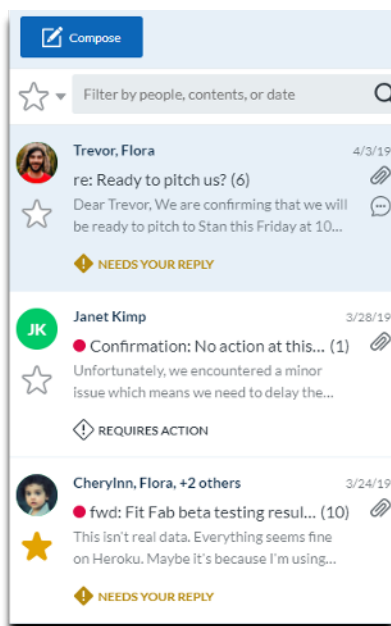 Compose
Filter by people, contents, or date
Trevor, Flora 4/3/19
re: Ready to pitch us? (6)
Dear Trevor, We are confirming that we will
be ready to pitch to Stan this Friday at 10...
NEEDS YOUR REPLY
JK
Janet Kimp 3/28/19
Confirmation: No action at this... (1)
Unfortunately, we encountered a minor
issue which means we need to delay the...
REQUIRES ACTION
Cherylnn, Flora, +2 others 3/24/19
fwd: Fit Fab beta testing resul... (10)
This isn't real data. Everything seems fine
on Heroku. Maybe it's because I'm using...
NEEDS YOUR REPLY